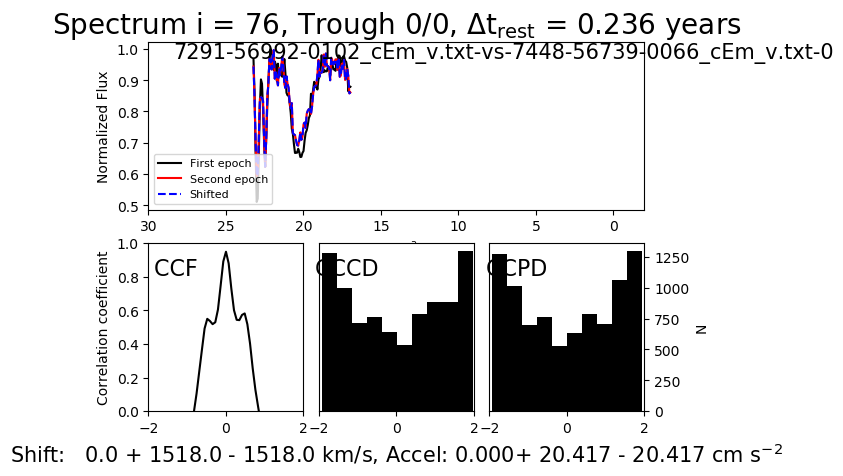 Spectrum i = 76, Trough 0/0, Δt_rest = 0.236 years
7291-56992-0102_cEm_v.txt-vs-7448-56739-0066_cEm_v.txt-0
Normalized Flux
1.0
0.9
0.8
0.7
0.6
0.5
First epoch
Second epoch
Shifted
30 25 20 15 10 5 0
Correlation coefficient
1.0
0.8
0.6
0.4
0.2
0.0
CCF
CCCD
CCPD
1250
1000
750
500
250
0
N
−2 0 2
−2 0 2
−2 0 2
Shift: 0.0 + 1518.0 - 1518.0 km/s, Accel: 0.000+ 20.417 - 20.417 cm s⁻²